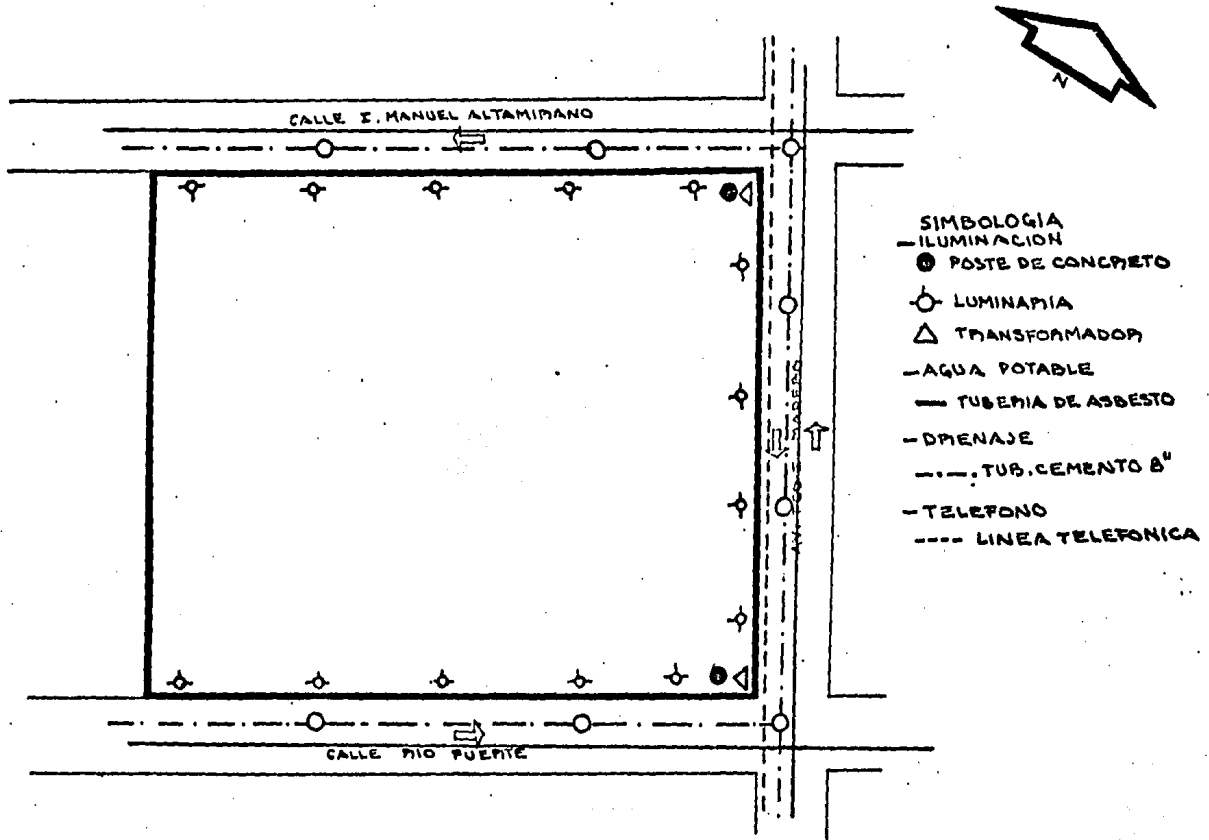 CALLE I. MANUEL ALTAMIRANO
N
SIMBOLOGIA
-ILUMINACION
POSTE DE CONCRETO
LUMINARIA
TRANSFORMADOR
-AGUA POTABLE
TUBERIA DE ASBESTO
-DRENAJE
TUB. CEMENTO 8"
-TELEFONO
LINEA TELEFONICA
MADERO
CALLE RIO FUERTE